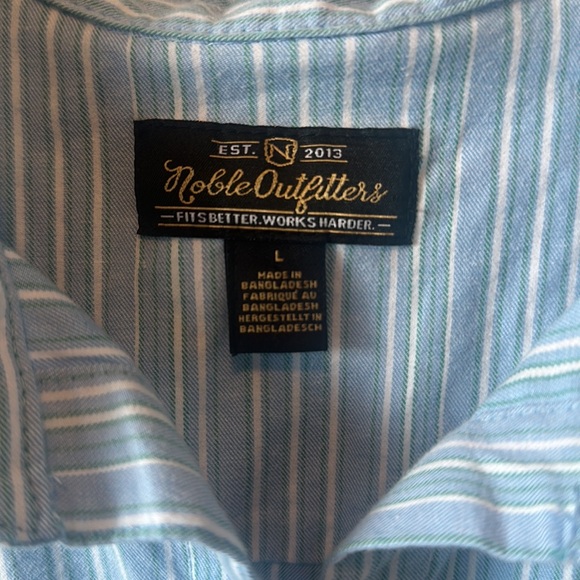 EST. N 2013
Noble Outfitters
FITS BETTER. WORKS HARDER.
L
MADE IN
BANGLADESH
FABRIQUÉ AU
BANGLADESH
HERGESTELLT IN
BANGLADESCH